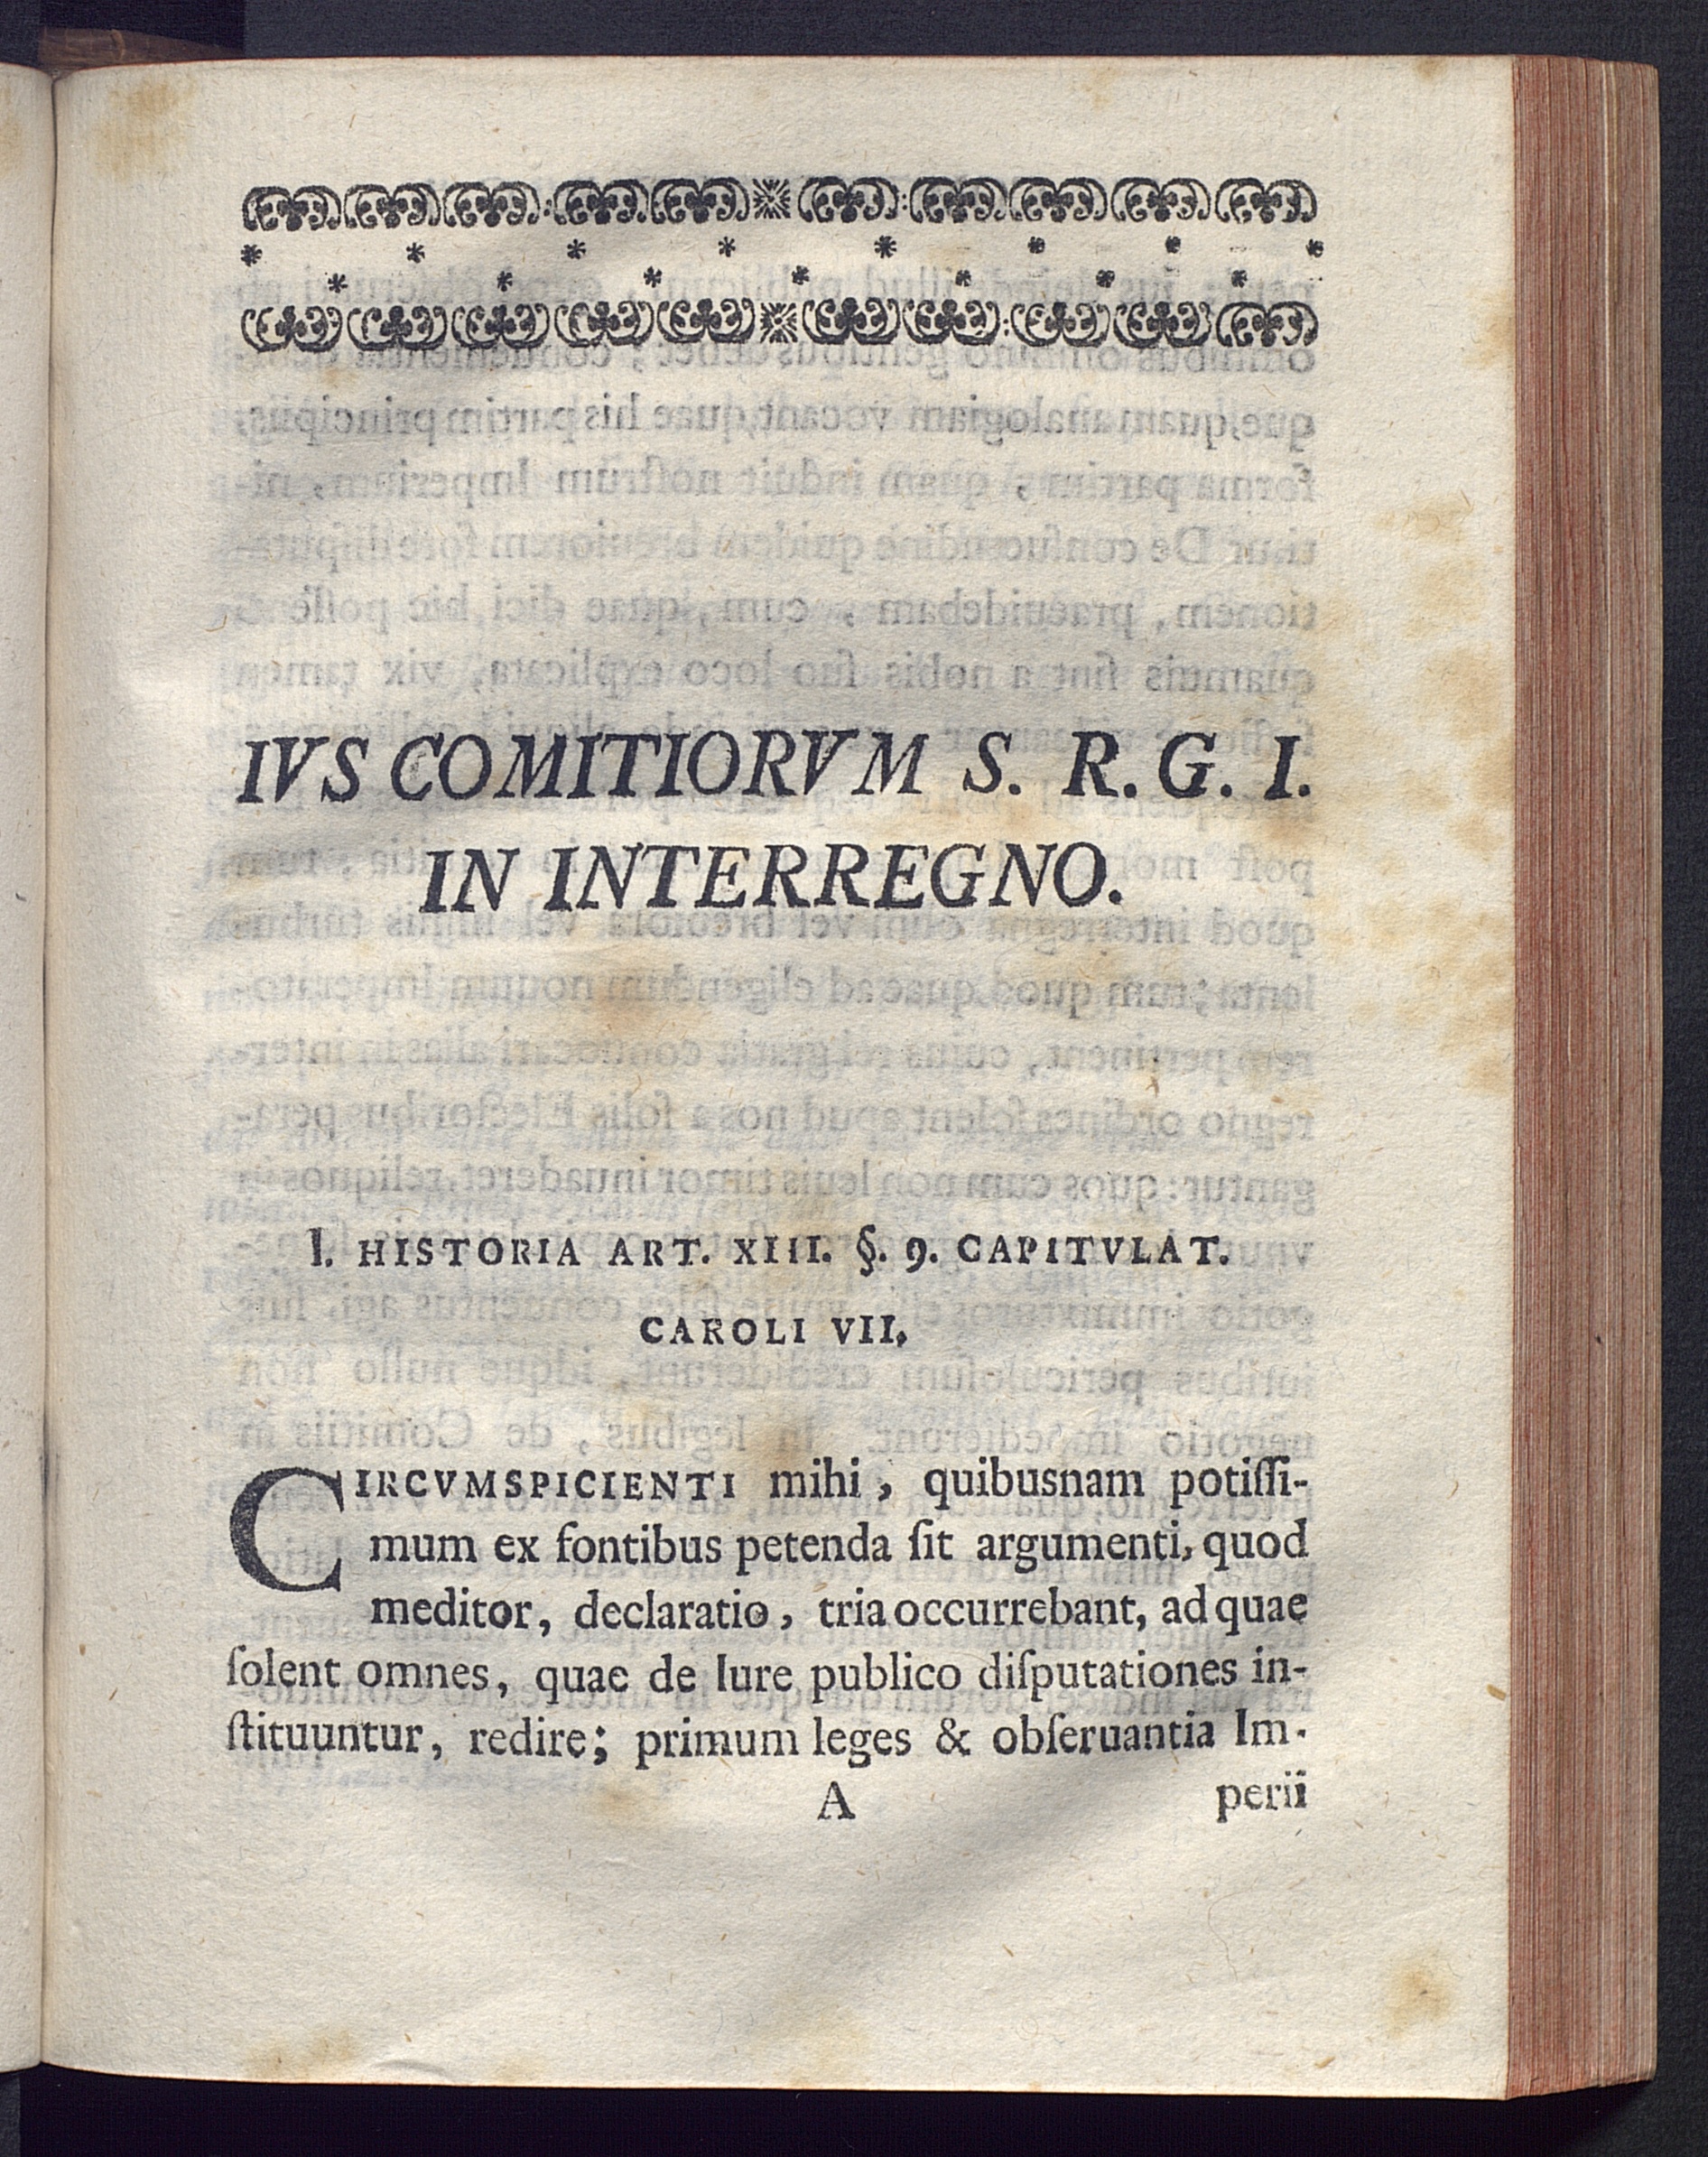 IVS COMITIORVM S. R. G. I.
IN INTERREGNO.
I. HISTORIA ART. XIII. §. 9. CAPITVLAT.
CAROLI VII.
CIRCVMSPICIENTI mihi, quibusnam potiſſi-
mum ex fontibus petenda ſit argumenti, quod
meditor, declaratio, tria occurrebant, ad quae
ſolent omnes, quae de Iure publico diſputationes in-
ſtituuntur, redire; primum leges & obſeruantia Im-
A perii